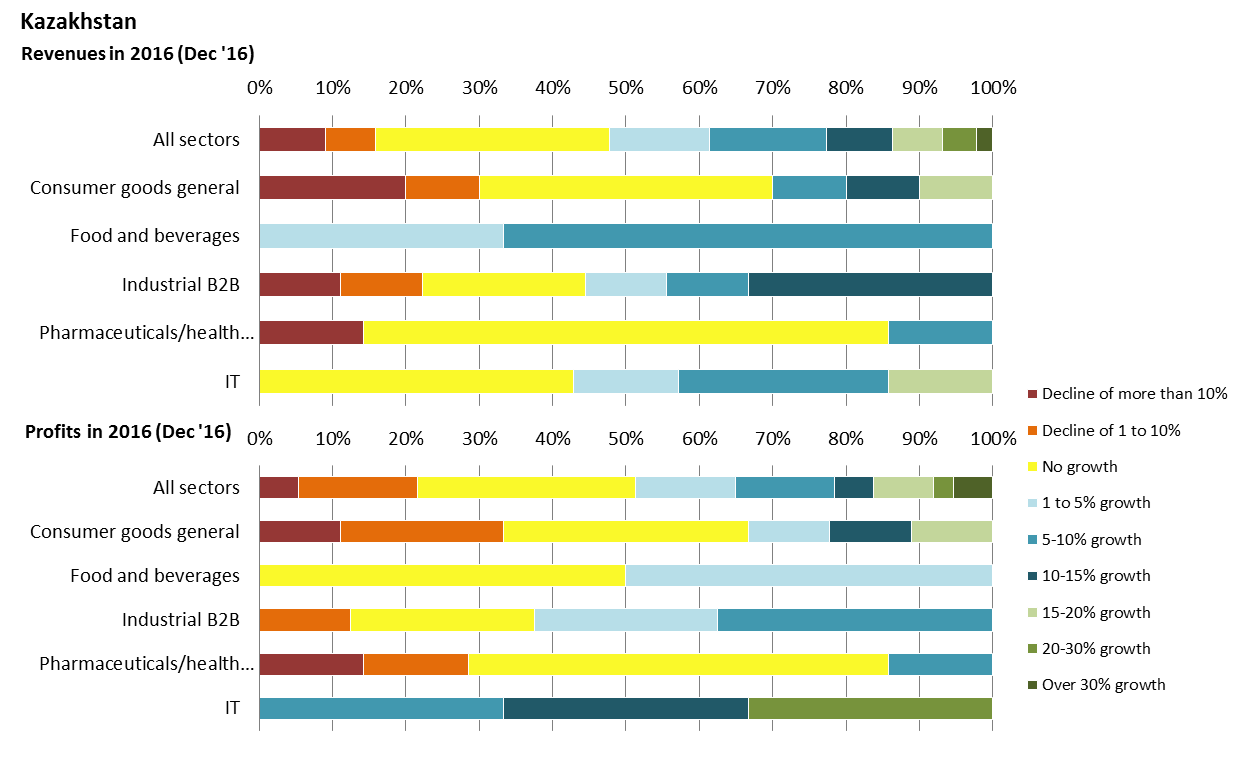 Kazakhstan
Revenues in 2016 (Dec '16)
0% 10% 20% 30% 40% 50% 60% 70% 80% 90% 100%
All sectors
Consumer goods general
Food and beverages
Industrial B2B
Pharmaceuticals/health...
IT
Profits in 2016 (Dec '16)
0% 10% 20% 30% 40% 50% 60% 70% 80% 90% 100%
All sectors
Consumer goods general
Food and beverages
Industrial B2B
Pharmaceuticals/health...
IT
Decline of more than 10%
Decline of 1 to 10%
No growth
1 to 5% growth
5-10% growth
10-15% growth
15-20% growth
20-30% growth
Over 30% growth